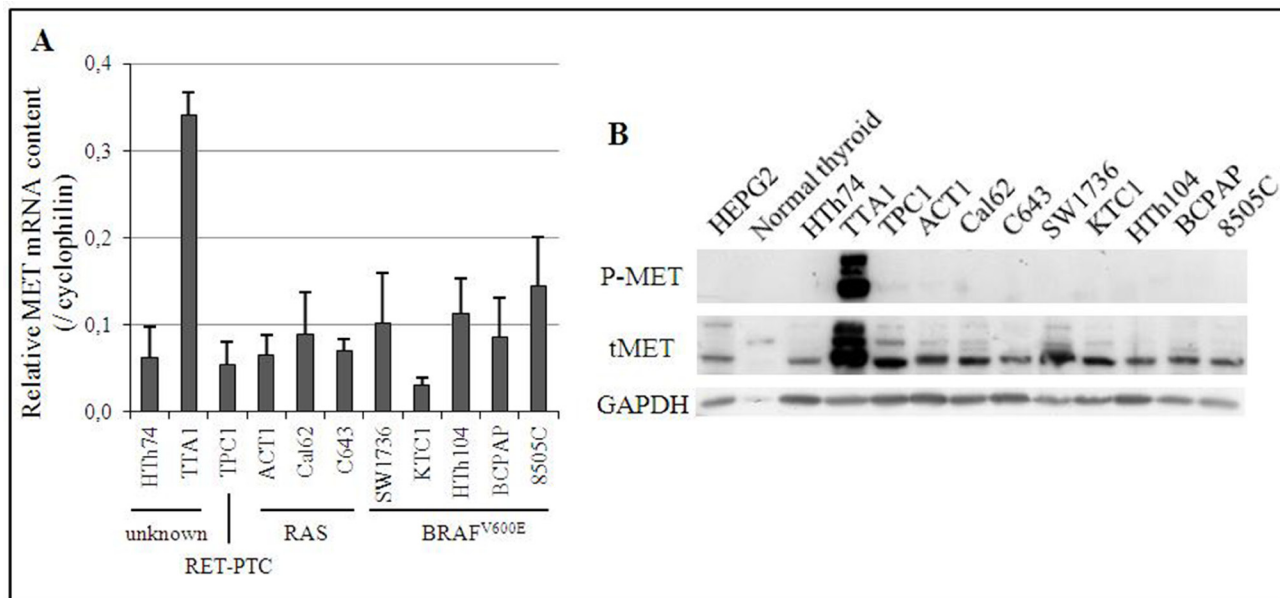 A
Relative MET mRNA content
(/ cyclophilin)
0,4
0,3
0,2
0,1
0,0
HTh74
TTA1
TPC1
ACT1
Cal62
C643
SW1736
KTC1
HTh104
BCPAP
8505C
unknown
RET-PTC
RAS
BRAFV600E
B
HEPG2
Normal thyroid
HTh74
TTA1
TPC1
ACT1
Cal62
C643
SW1736
KTC1
HTh104
BCPAP
8505C
P-MET
tMET
GAPDH